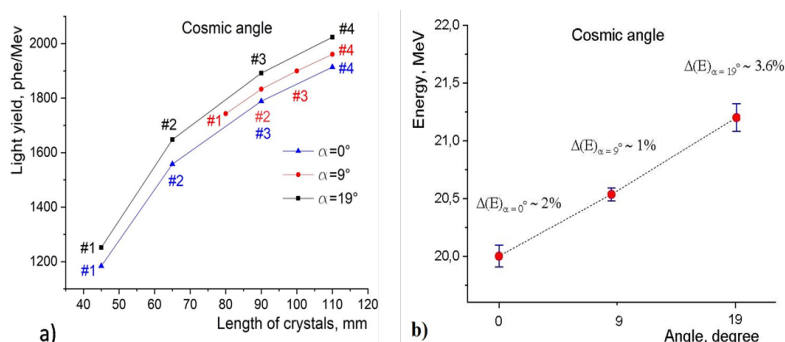 Cosmic angle
Light yield, phe/Mev
2000
1800
1600
1400
1200
#1
#2
#3
#4
#1
#2
#3
#4
#1
#2
#3
#4
α=0°
α=9°
α=19°
40 50 60 70 80 90 100 110 120
Length of crystals, mm
a)
Cosmic angle
Energy, MeV
22,0
21,5
21,0
20,5
20,0
Δ(E)α = 19° ~ 3.6%
Δ(E)α = 9° ~ 1%
Δ(E)α = 0° ~ 2%
0 9 19
Angle, degree
b)